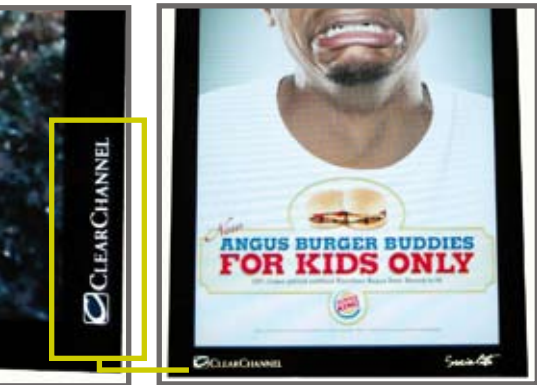 CLEARCHANNEL
New
ANGUS BURGER BUDDIES
FOR KIDS ONLY
BURGER
KING
CLEARCHANNEL